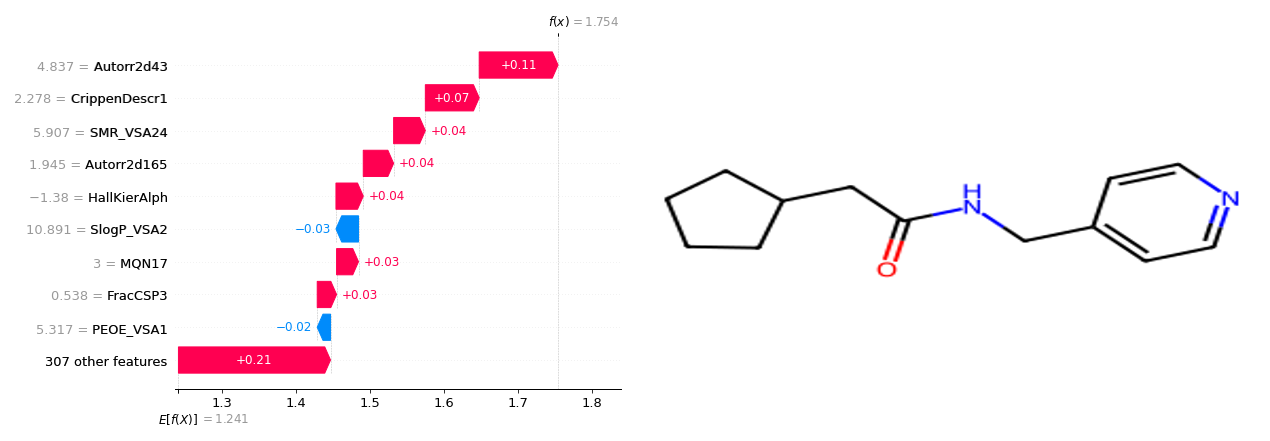 f(x) = 1.754
4.837 = Autorr2d43
+0.11
2.278 = CrippenDescr1
+0.07
5.907 = SMR_VSA24
+0.04
1.945 = Autorr2d165
+0.04
−1.38 = HallKierAlph
+0.04
10.891 = SlogP_VSA2
−0.03
3 = MQN17
+0.03
0.538 = FracCSP3
+0.03
5.317 = PEOE_VSA1
−0.02
307 other features
+0.21
1.3 1.4 1.5 1.6 1.7 1.8
E[f(X)] = 1.241
H
N
O
N